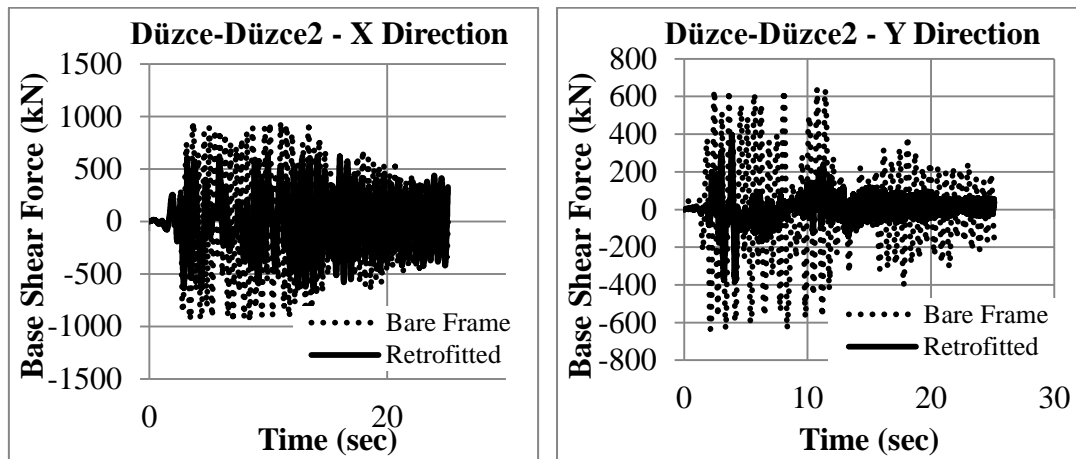 Düzce-Düzce2 - X Direction
Base Shear Force (kN)
1500
1000
500
0
-500
-1000
-1500
0
20
Time (sec)
Bare Frame
Retrofitted
Düzce-Düzce2 - Y Direction
Base Shear Force (kN)
800
600
400
200
0
-200
-400
-600
-800
0
10
20
30
Time (sec)
Bare Frame
Retrofitted